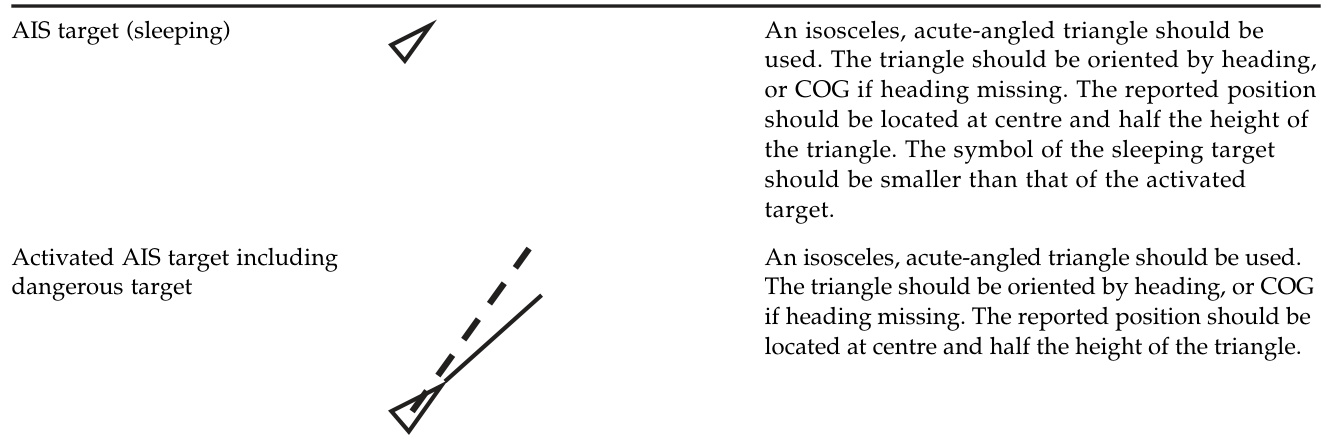 AIS target (sleeping)
An isosceles, acute-angled triangle should be
used. The triangle should be oriented by heading,
or COG if heading missing. The reported position
should be located at centre and half the height of
the triangle. The symbol of the sleeping target
should be smaller than that of the activated
target.
Activated AIS target including
dangerous target
An isosceles, acute-angled triangle should be used.
The triangle should be oriented by heading, or COG
if heading missing. The reported position should be
located at centre and half the height of the triangle.